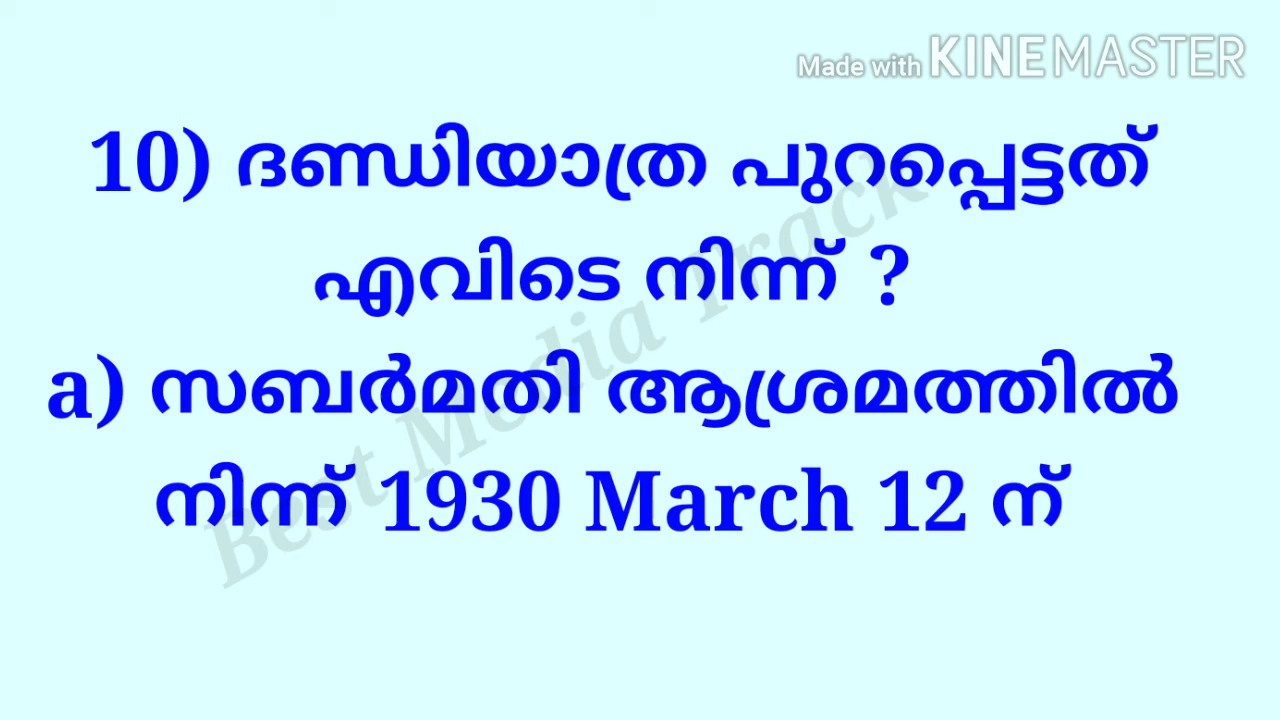 Made with KINEMASTER
10) ദണ്ഡിയാത്ര പുറപ്പെട്ടത്
എവിടെ നിന്ന് ?
a) സബർമതി ആശ്രമത്തിൽ
നിന്ന് 1930 March 12 ന്
Best Media Track